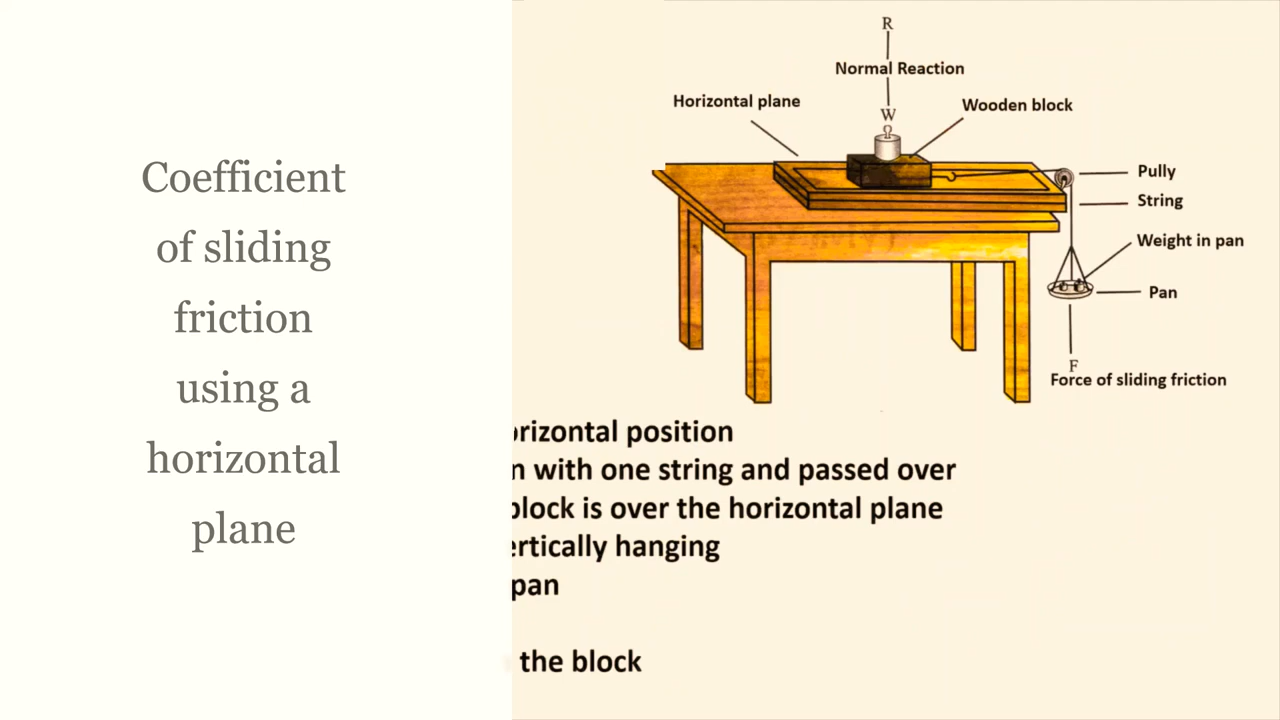 Coefficient
of sliding
friction
using a
horizontal
plane
R
Normal Reaction
Horizontal plane
W
Wooden block
Pully
String
Weight in pan
Pan
F
Force of sliding friction
orizontal position
n with one string and passed over
block is over the horizontal plane
ertically hanging
pan
the block